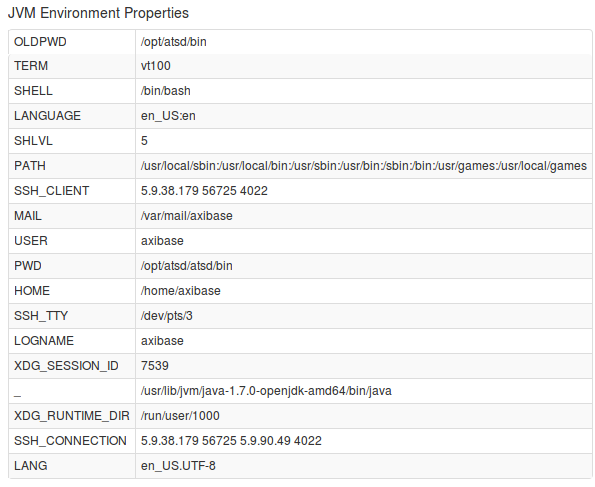 JVM Environment Properties
OLDPWD /opt/atsd/bin
TERM vt100
SHELL /bin/bash
LANGUAGE en_US:en
SHLVL 5
PATH /usr/local/sbin:/usr/local/bin:/usr/sbin:/usr/bin:/sbin:/bin:/usr/games:/usr/local/games
SSH_CLIENT 5.9.38.179 56725 4022
MAIL /var/mail/axibase
USER axibase
PWD /opt/atsd/atsd/bin
HOME /home/axibase
SSH_TTY /dev/pts/3
LOGNAME axibase
XDG_SESSION_ID 7539
_ /usr/lib/jvm/java-1.7.0-openjdk-amd64/bin/java
XDG_RUNTIME_DIR /run/user/1000
SSH_CONNECTION 5.9.38.179 56725 5.9.90.49 4022
LANG en_US.UTF-8